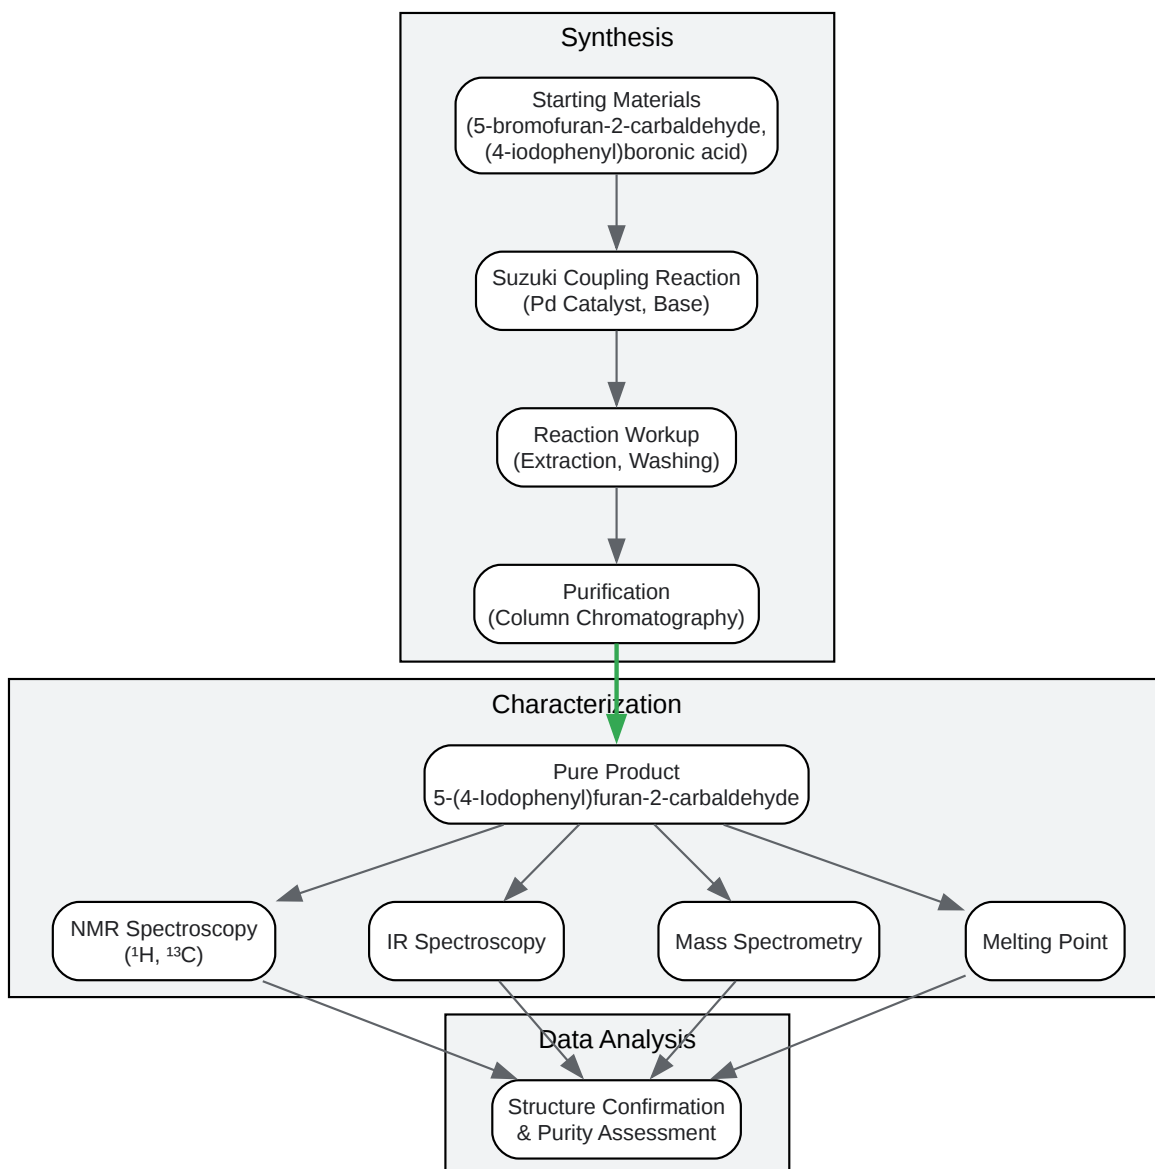 Synthesis
Starting Materials
(5-bromofuran-2-carbaldehyde,
(4-iodophenyl)boronic acid)
Suzuki Coupling Reaction
(Pd Catalyst, Base)
Reaction Workup
(Extraction, Washing)
Purification
(Column Chromatography)
Characterization
Pure Product
5-(4-Iodophenyl)furan-2-carbaldehyde
NMR Spectroscopy
(¹H, ¹³C)
IR Spectroscopy
Mass Spectrometry
Melting Point
Data Analysis
Structure Confirmation
& Purity Assessment